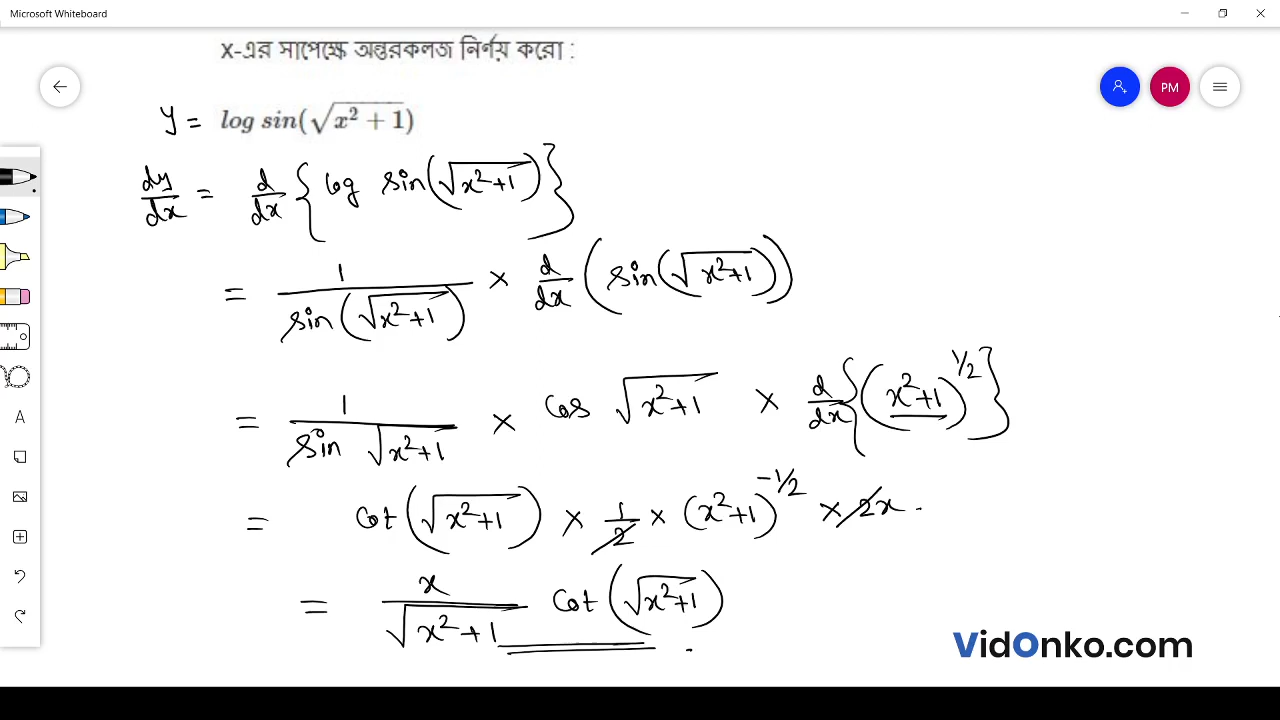 Microsoft Whiteboard
x-এর সাপেক্ষে অন্তরকলজ নির্ণয় করো :
PM
y = log sin(√(x² + 1))
dy/dx = d/dx {log sin(√(x²+1))}
= 1/sin(√(x²+1)) × d/dx (sin(√(x²+1)))
= 1/sin √(x²+1) × cos √(x²+1) × d/dx {(x²+1)^1/2}
= cot(√(x²+1)) × 1/2 × (x²+1)^-1/2 × 2x.
= x/√(x²+1) cot(√(x²+1))
A
VidOnko.com